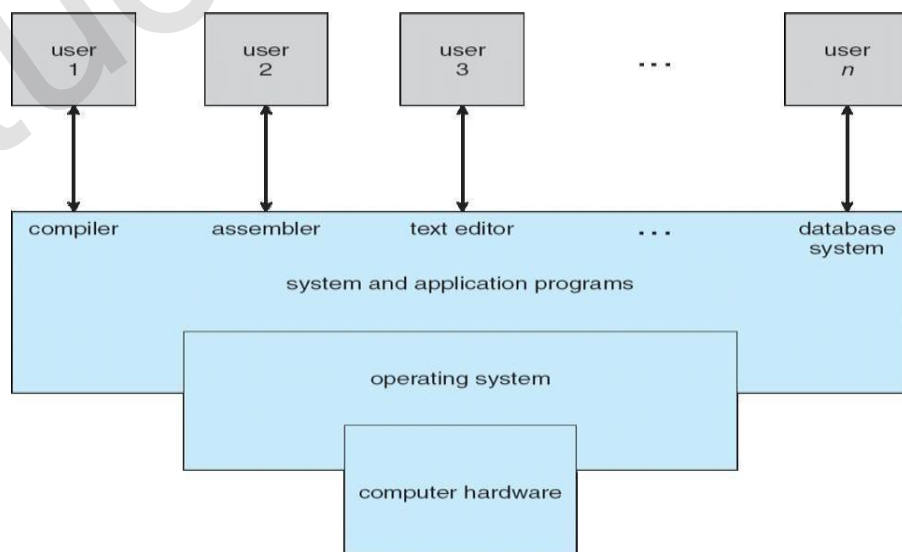 user
1
user
2
user
3
...
user
n
compiler
assembler
text editor
...
database
system
system and application programs
operating system
computer hardware